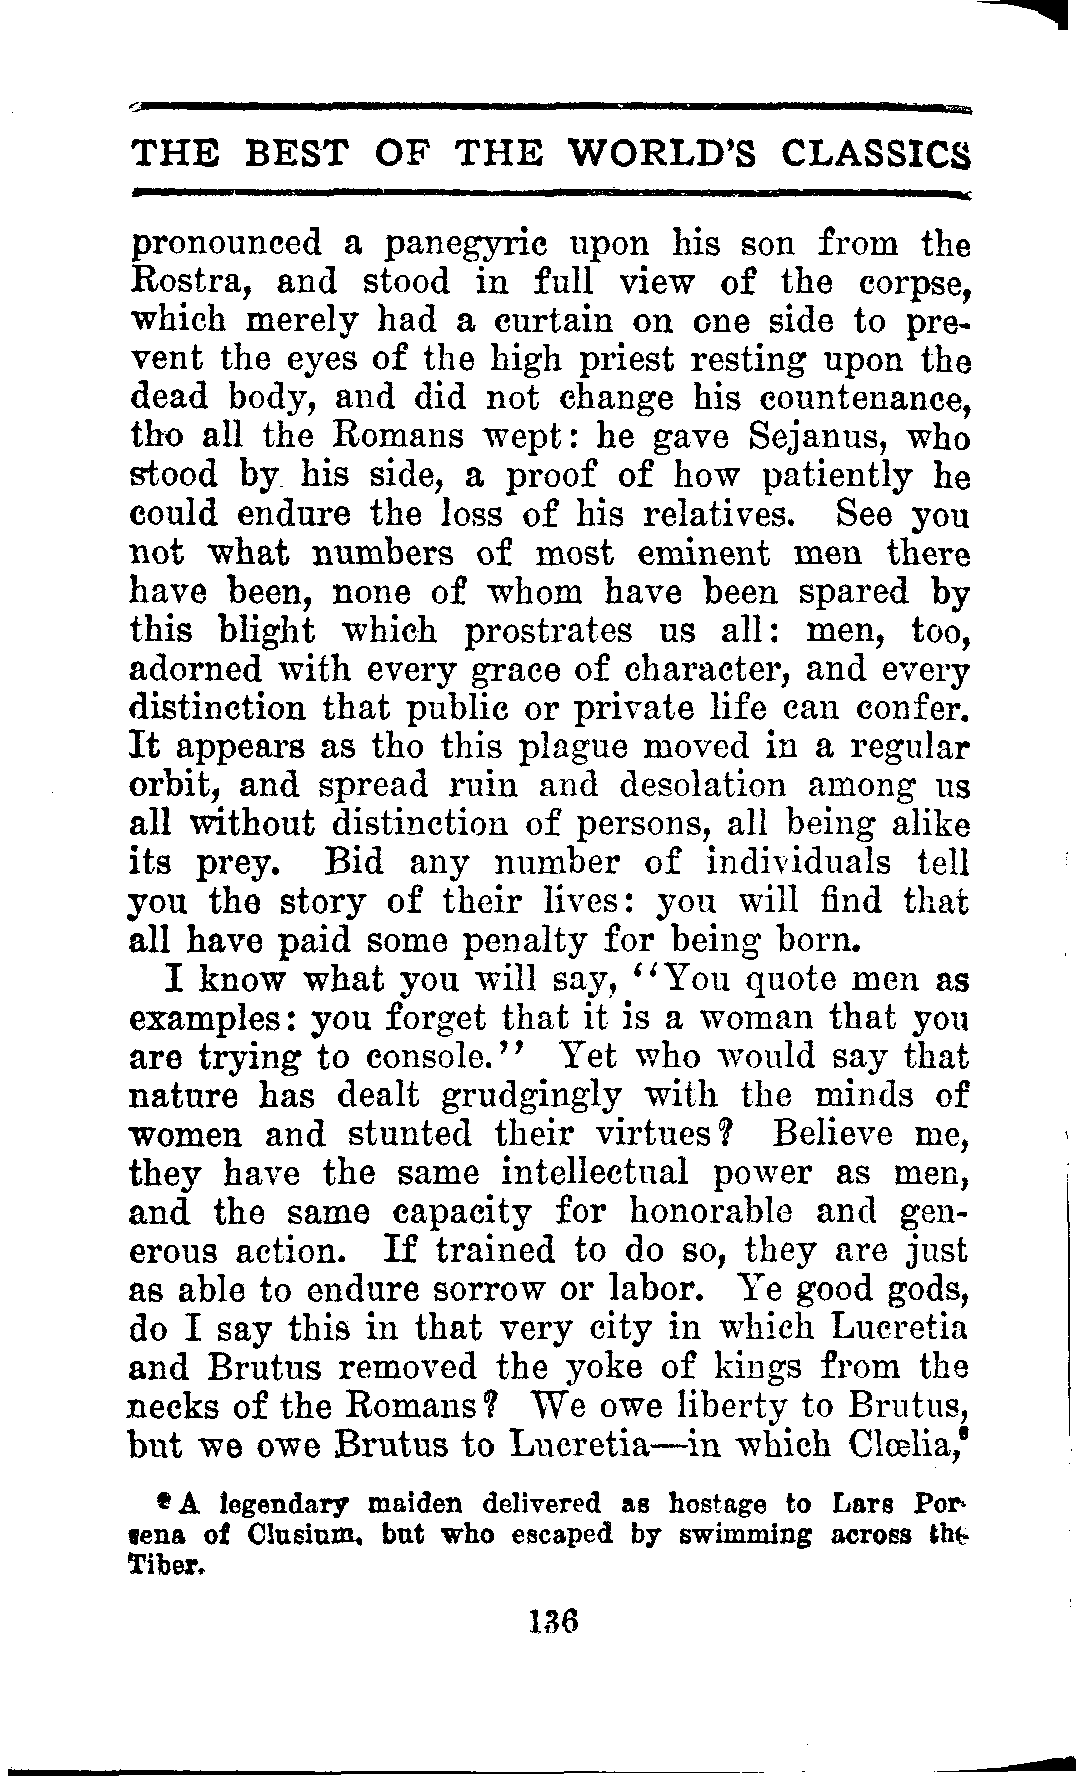 THE BEST OF THE WORLD'S CLASSICS
pronounced a panegyric upon his son from the
Rostra, and stood in full view of the corpse,
which merely had a curtain on one side to pre-
vent the eyes of the high priest resting upon the
dead body, and did not change his countenance,
tho all the Romans wept: he gave Sejanus, who
stood by his side, a proof of how patiently he
could endure the loss of his relatives. See you
not what numbers of most eminent men there
have been, none of whom have been spared by
this blight which prostrates us all: men, too,
adorned with every grace of character, and every
distinction that public or private life can confer.
It appears as tho this plague moved in a regular
orbit, and spread ruin and desolation among us
all without distinction of persons, all being alike
its prey. Bid any number of individuals tell
you the story of their lives: you will find that
all have paid some penalty for being born.
I know what you will say, "You quote men as
examples: you forget that it is a woman that you
are trying to console." Yet who would say that
nature has dealt grudgingly with the minds of
women and stunted their virtues? Believe me,
they have the same intellectual power as men,
and the same capacity for honorable and gen-
erous action. If trained to do so, they are just
as able to endure sorrow or labor. Ye good gods,
do I say this in that very city in which Lucretia
and Brutus removed the yoke of kings from the
necks of the Romans? We owe liberty to Brutus,
but we owe Brutus to Lucretia—in which Clœlia,
A legendary maiden delivered as hostage to Lars Por-
sena of Clusium, but who escaped by swimming across the
Tiber.
136